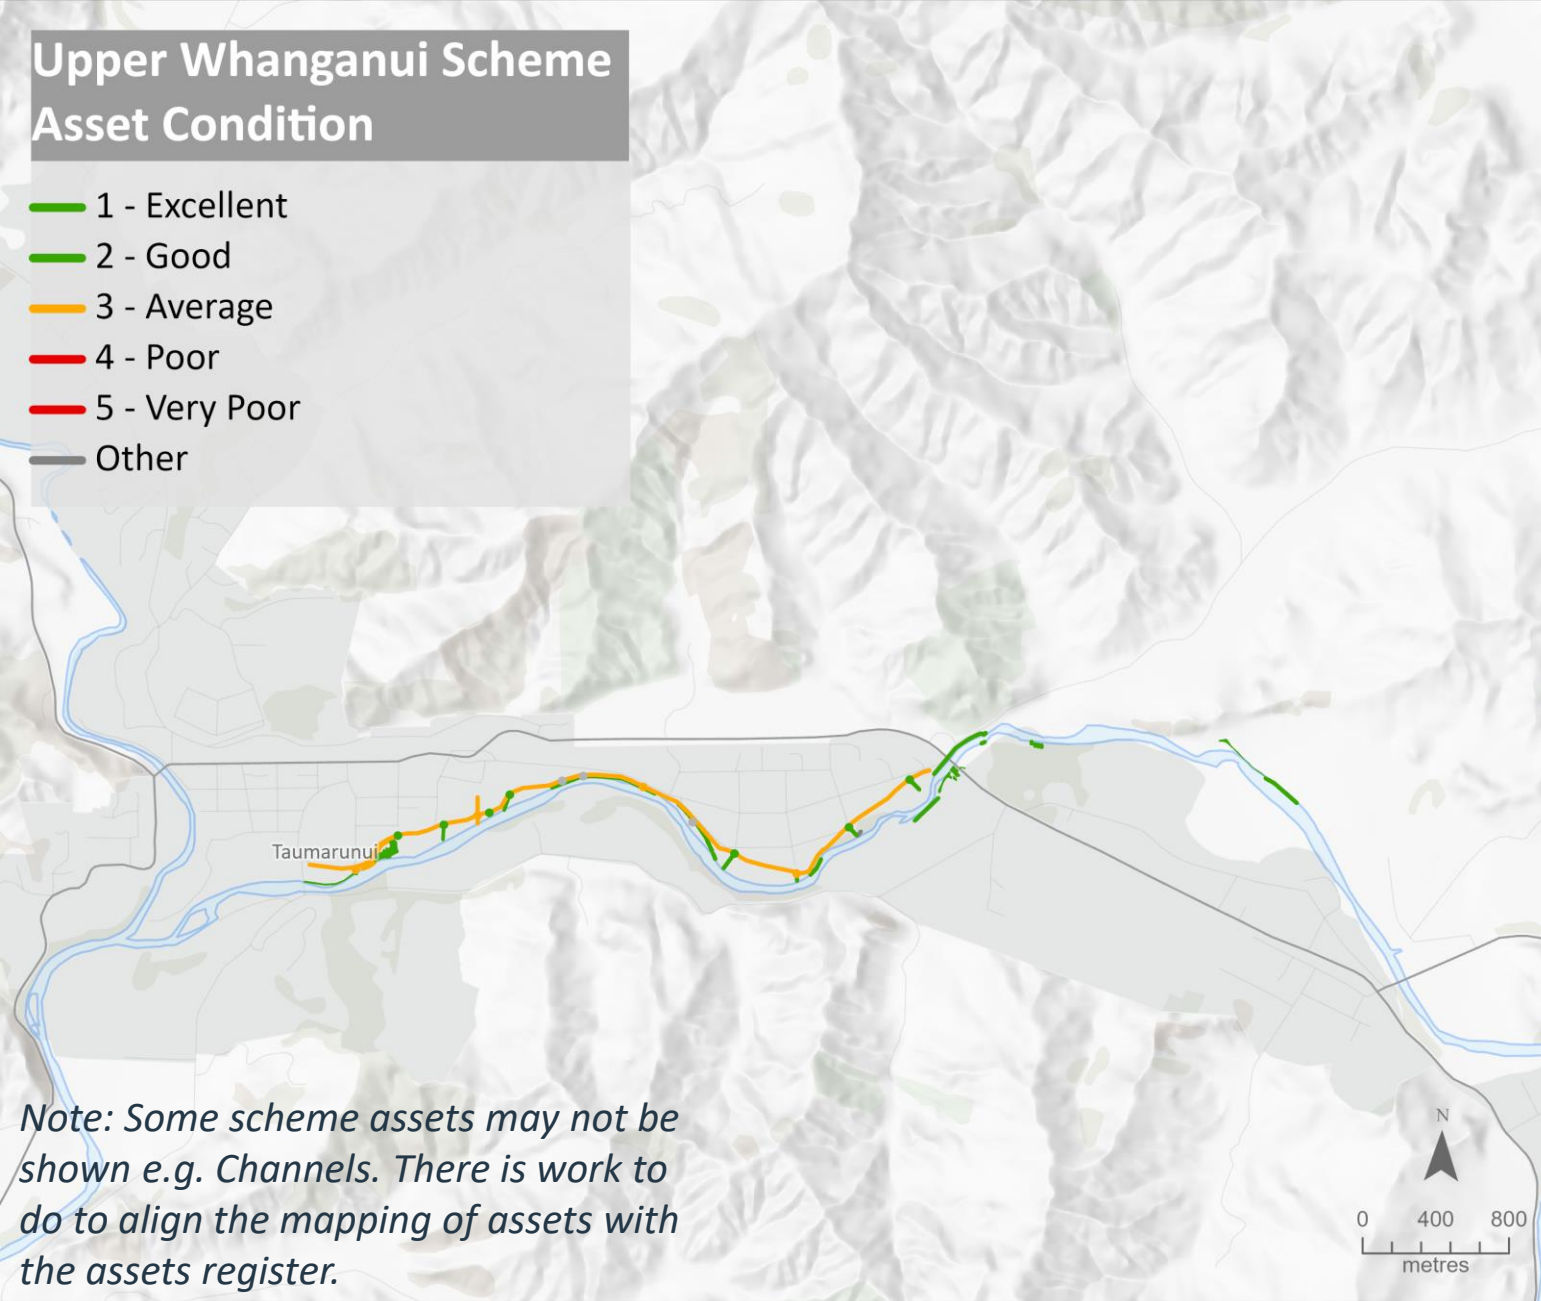 Upper Whanganui Scheme
Asset Condition
1 - Excellent
2 - Good
3 - Average
4 - Poor
5 - Very Poor
Other
Taumarunui
Note: Some scheme assets may not be
shown e.g. Channels. There is work to
do to align the mapping of assets with
the assets register.
N
0 400 800
metres